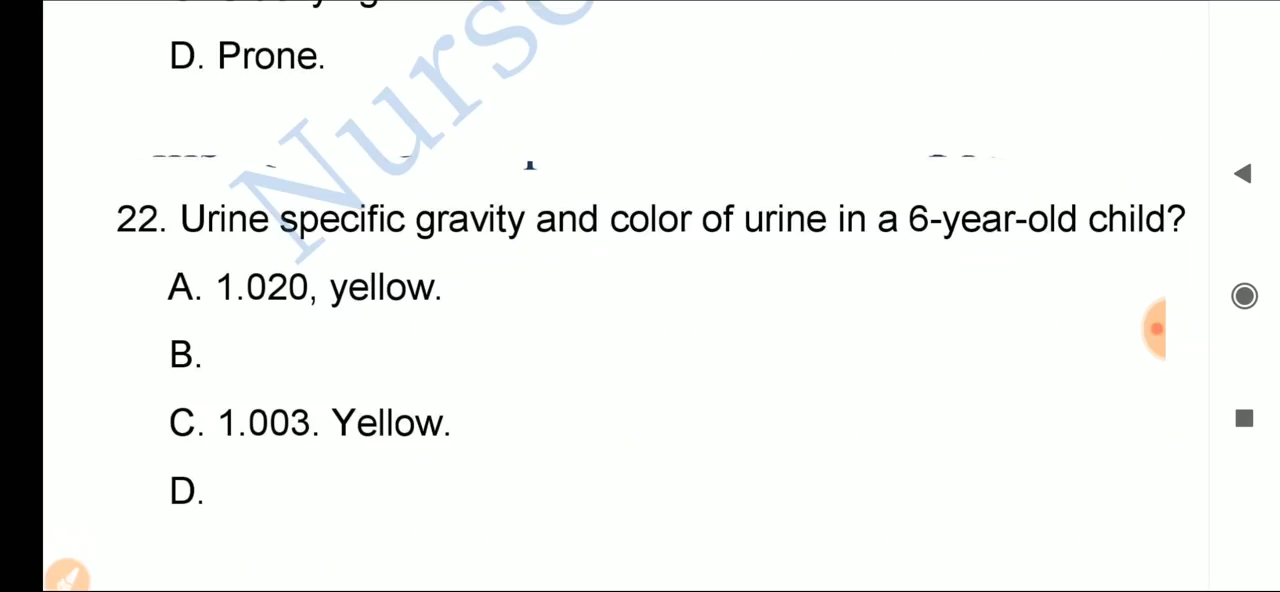 D. Prone.
Nurse
22. Urine specific gravity and color of urine in a 6-year-old child?
A. 1.020, yellow.
B.
C. 1.003. Yellow.
D.